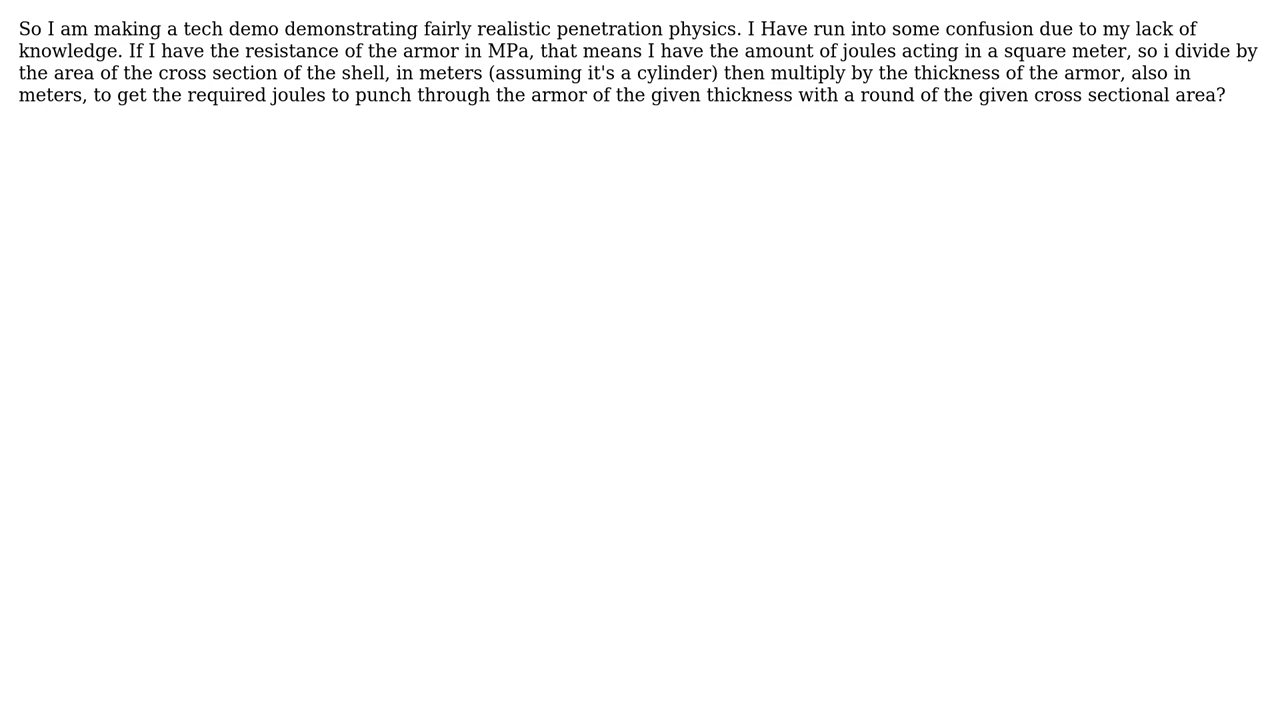 So I am making a tech demo demonstrating fairly realistic penetration physics. I Have run into some confusion due to my lack of
knowledge. If I have the resistance of the armor in MPa, that means I have the amount of joules acting in a square meter, so i divide by
the area of the cross section of the shell, in meters (assuming it's a cylinder) then multiply by the thickness of the armor, also in
meters, to get the required joules to punch through the armor of the given thickness with a round of the given cross sectional area?